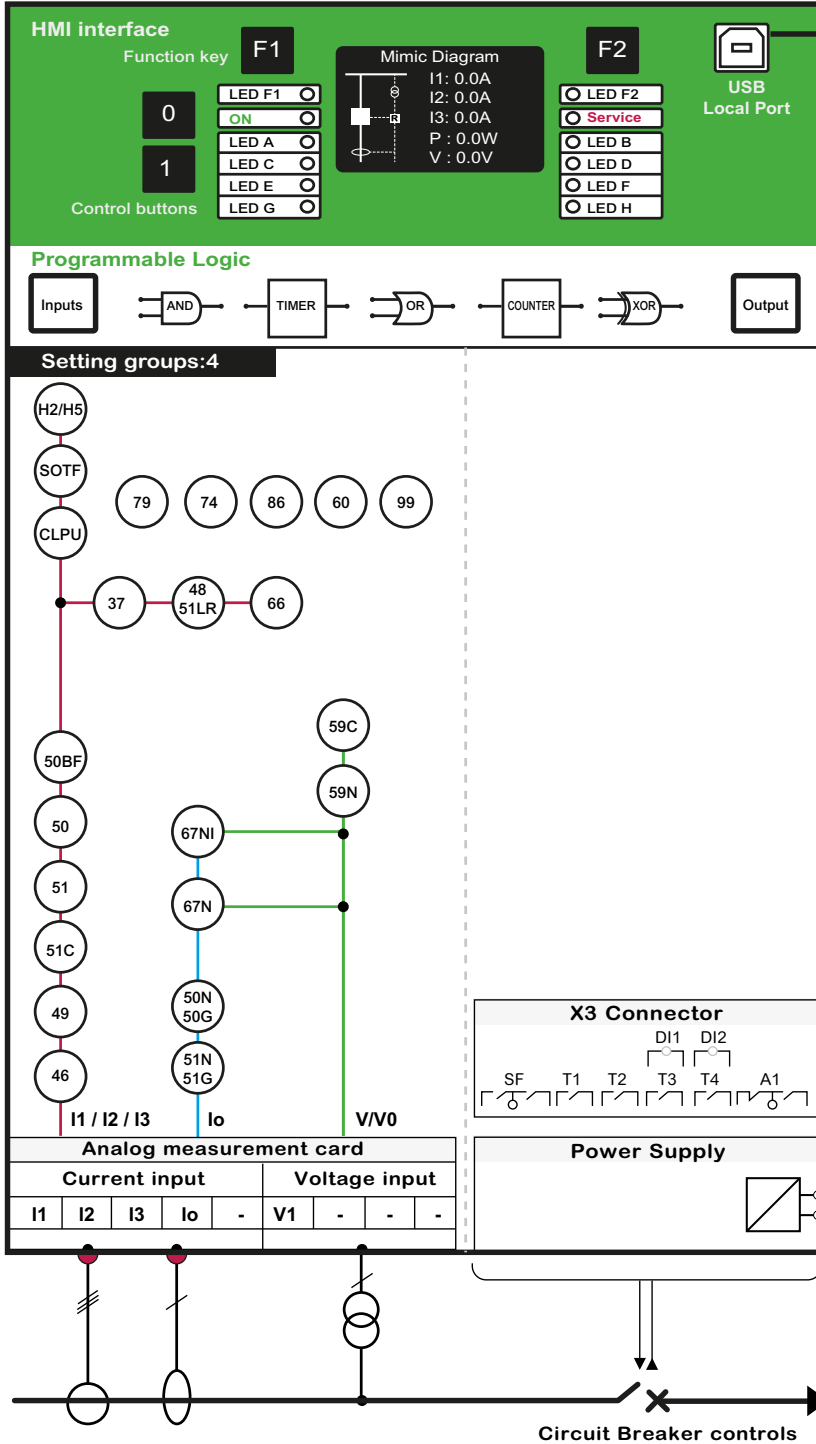 HMI interface
Function key
F1
Mimic Diagram
I1: 0.0A
I2: 0.0A
I3: 0.0A
P : 0.0W
V : 0.0V
R
F2
USB
Local Port
0
1
Control buttons
LED F1
ON
LED A
LED C
LED E
LED G
LED F2
Service
LED B
LED D
LED F
LED H
Programmable Logic
Inputs
AND
TIMER
OR
COUNTER
XOR
Output
Setting groups:4
H2/H5
SOTF
CLPU
79
74
86
60
99
37
48
51LR
66
59C
59N
50BF
50
51
51C
49
46
67NI
67N
50N
50G
51N
51G
I1 / I2 / I3
Io
V/V0
X3 Connector
DI1
DI2
SF
T1
T2
T3
T4
A1
Analog measurement card
Current input
Voltage input
I1
I2
I3
Io
-
V1
-
-
-
Power Supply
Circuit Breaker controls